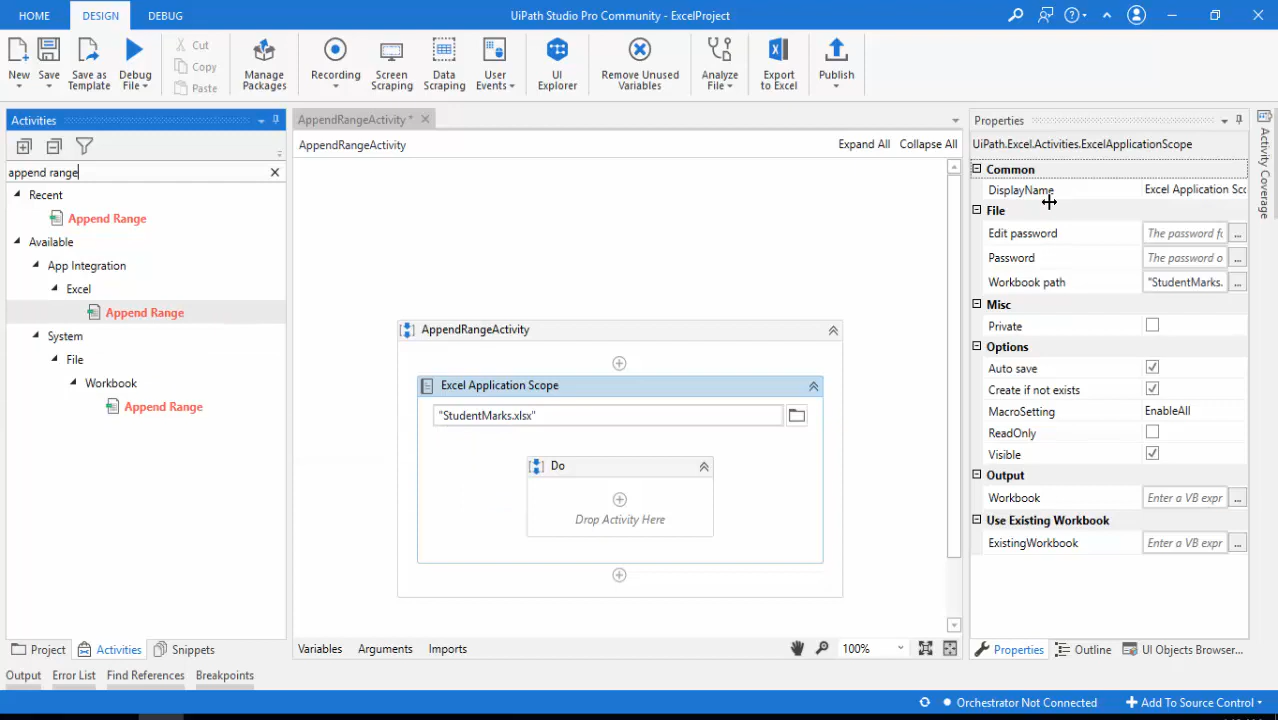 HOME DESIGN DEBUG UiPath Studio Pro Community - ExcelProject
New Save Save as Template Debug File Cut Copy Paste Manage Packages Recording Screen Scraping Data Scraping User Events UI Explorer Remove Unused Variables Analyze File Export to Excel Publish
Activities
append range
Recent
Append Range
Available
App Integration
Excel
Append Range
System
File
Workbook
Append Range
Project Activities Snippets
AppendRangeActivity *
AppendRangeActivity Expand All Collapse All
AppendRangeActivity
Excel Application Scope
"StudentMarks.xlsx"
Do
Drop Activity Here
Variables Arguments Imports 100%
Properties
UiPath.Excel.Activities.ExcelApplicationScope
Common
DisplayName Excel Application Sco
File
Edit password The password fo
Password The password o
Workbook path "StudentMarks.
Misc
Private
Options
Auto save
Create if not exists
MacroSetting EnableAll
ReadOnly
Visible
Output
Workbook Enter a VB expr
Use Existing Workbook
ExistingWorkbook Enter a VB expr
Properties Outline UI Objects Browser...
Activity Coverage
Output Error List Find References Breakpoints
Orchestrator Not Connected Add To Source Control